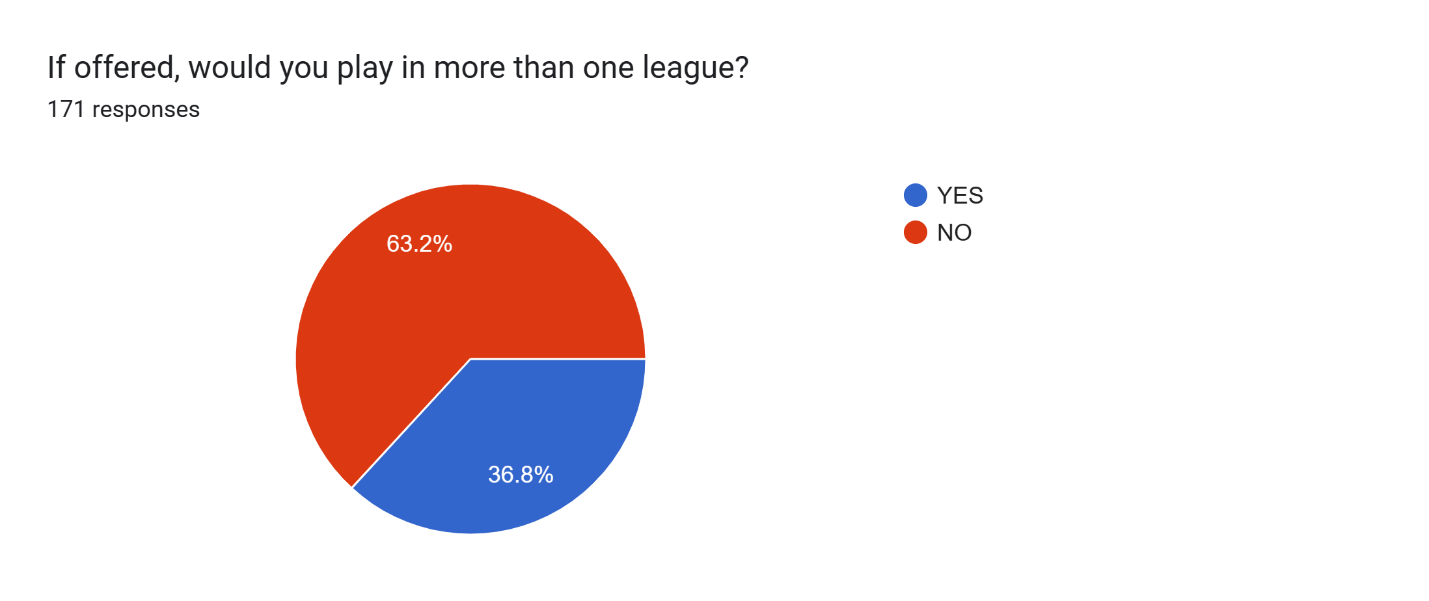 If offered, would you play in more than one league?
171 responses
YES
NO
63.2%
36.8%